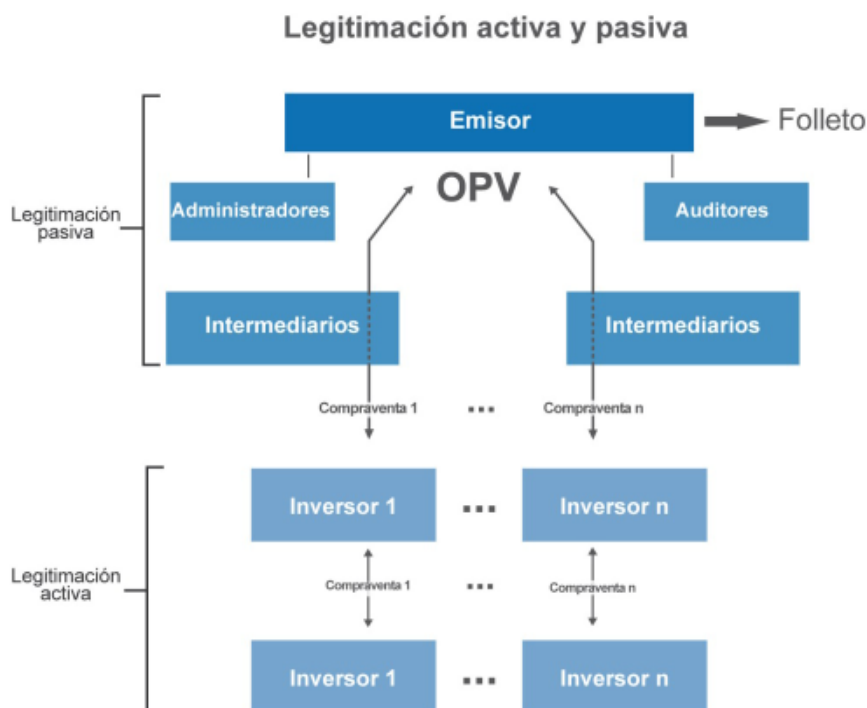 Legitimación activa y pasiva
Emisor
Folleto
OPV
Administradores
Auditores
Legitimación
pasiva
Intermediarios
Intermediarios
Compraventa 1
...
Compraventa n
Inversor 1
...
Inversor n
Legitimación
activa
Compraventa 1
...
Compraventa n
Inversor 1
...
Inversor n